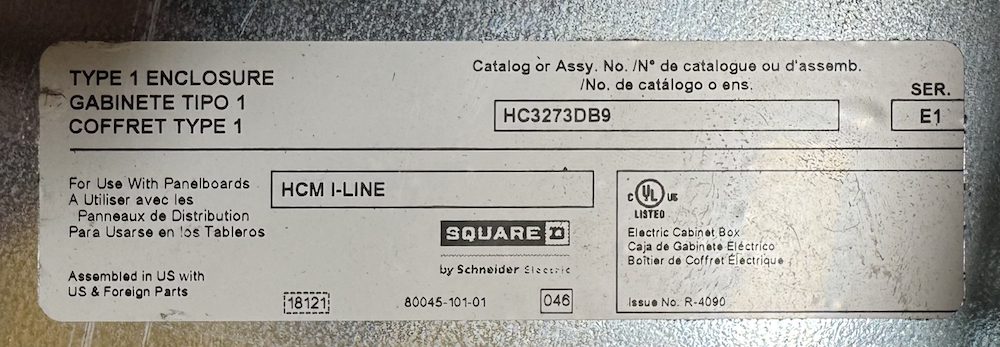 TYPE 1 ENCLOSURE
GABINETE TIPO 1
COFFRET TYPE 1
Catalog or Assy. No. /N° de catalogue ou d'assemb.
/No. de catálogo o ens.
HC3273DB9
SER.
E1
For Use With Panelboards
A Utiliser avec les
Panneaux de Distribution
Para Usarse en los Tableros
HCM I-LINE
SQUARE D
by Schneider Electric
Assembled in US with
US & Foreign Parts
18121
80045-101-01
046
C UL US
LISTED
Electric Cabinet Box
Caja de Gabinete Eléctrico
Boîtier de Coffret Électrique
Issue No. R-4090